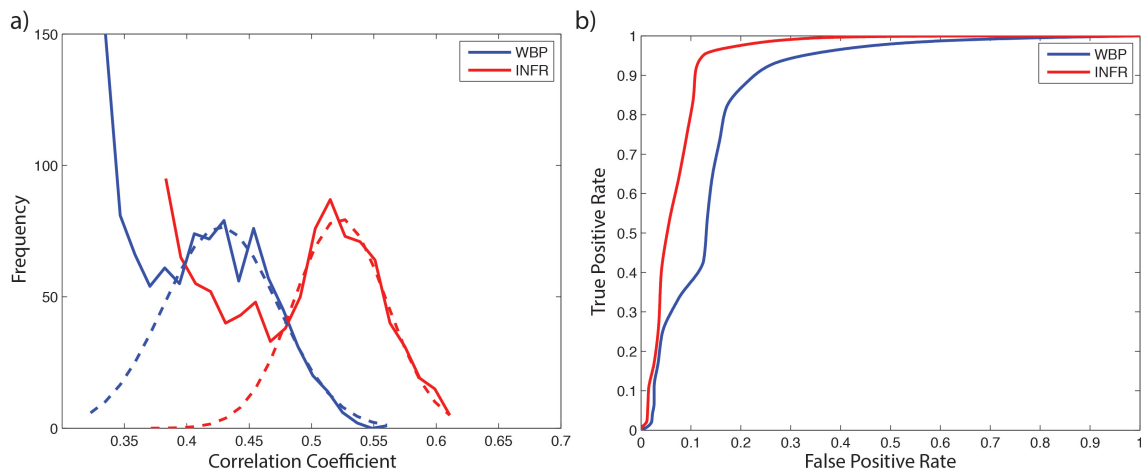 a)
150
100
50
0
Frequency
0.35 0.4 0.45 0.5 0.55 0.6 0.65 0.7
Correlation Coefficient
WBP
INFR
b)
1
0.9
0.8
0.7
0.6
0.5
0.4
0.3
0.2
0.1
0
True Positive Rate
0 0.1 0.2 0.3 0.4 0.5 0.6 0.7 0.8 0.9 1
False Positive Rate
WBP
INFR